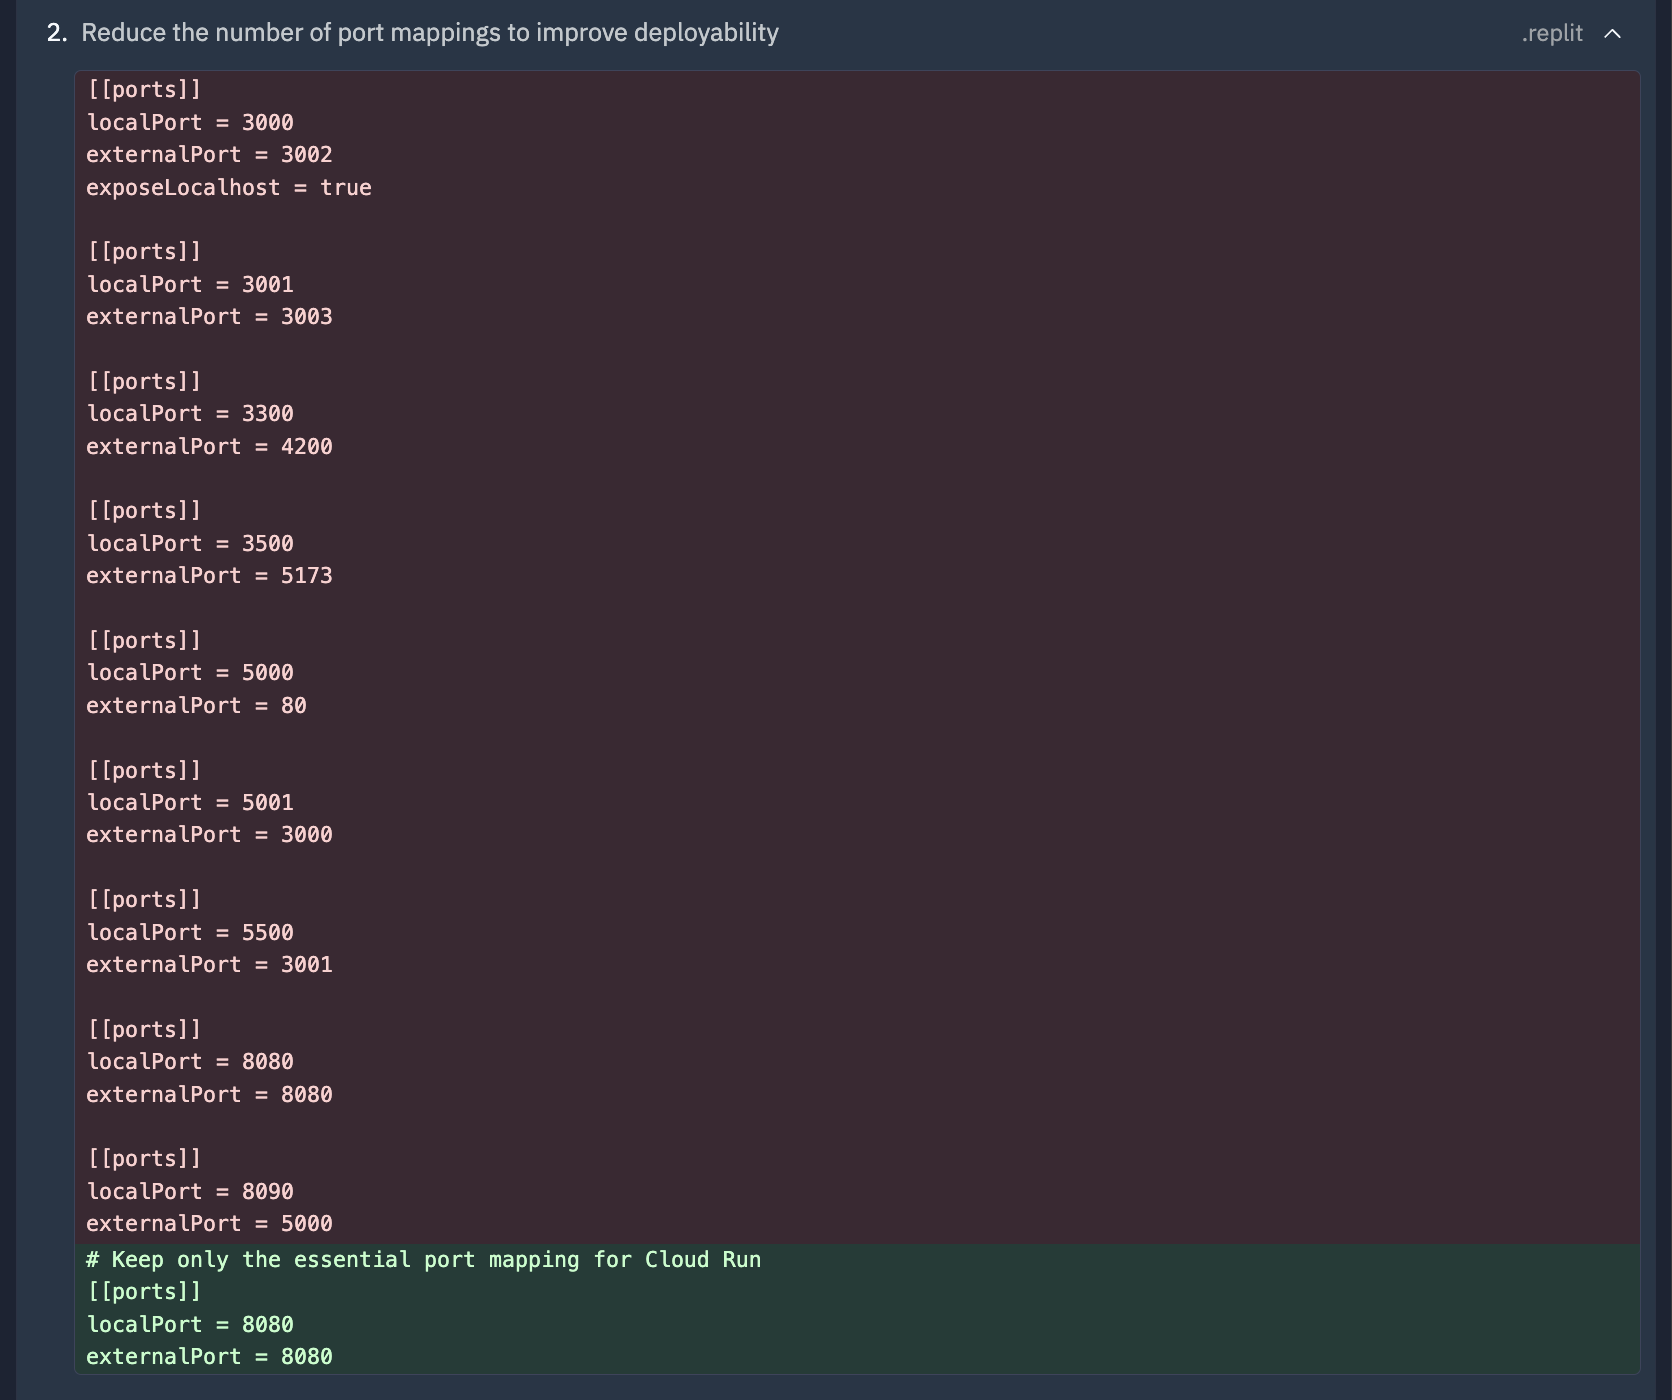 2. Reduce the number of port mappings to improve deployability .replit
[[ports]]
localPort = 3000
externalPort = 3002
exposeLocalhost = true
[[ports]]
localPort = 3001
externalPort = 3003
[[ports]]
localPort = 3300
externalPort = 4200
[[ports]]
localPort = 3500
externalPort = 5173
[[ports]]
localPort = 5000
externalPort = 80
[[ports]]
localPort = 5001
externalPort = 3000
[[ports]]
localPort = 5500
externalPort = 3001
[[ports]]
localPort = 8080
externalPort = 8080
[[ports]]
localPort = 8090
externalPort = 5000
# Keep only the essential port mapping for Cloud Run
[[ports]]
localPort = 8080
externalPort = 8080